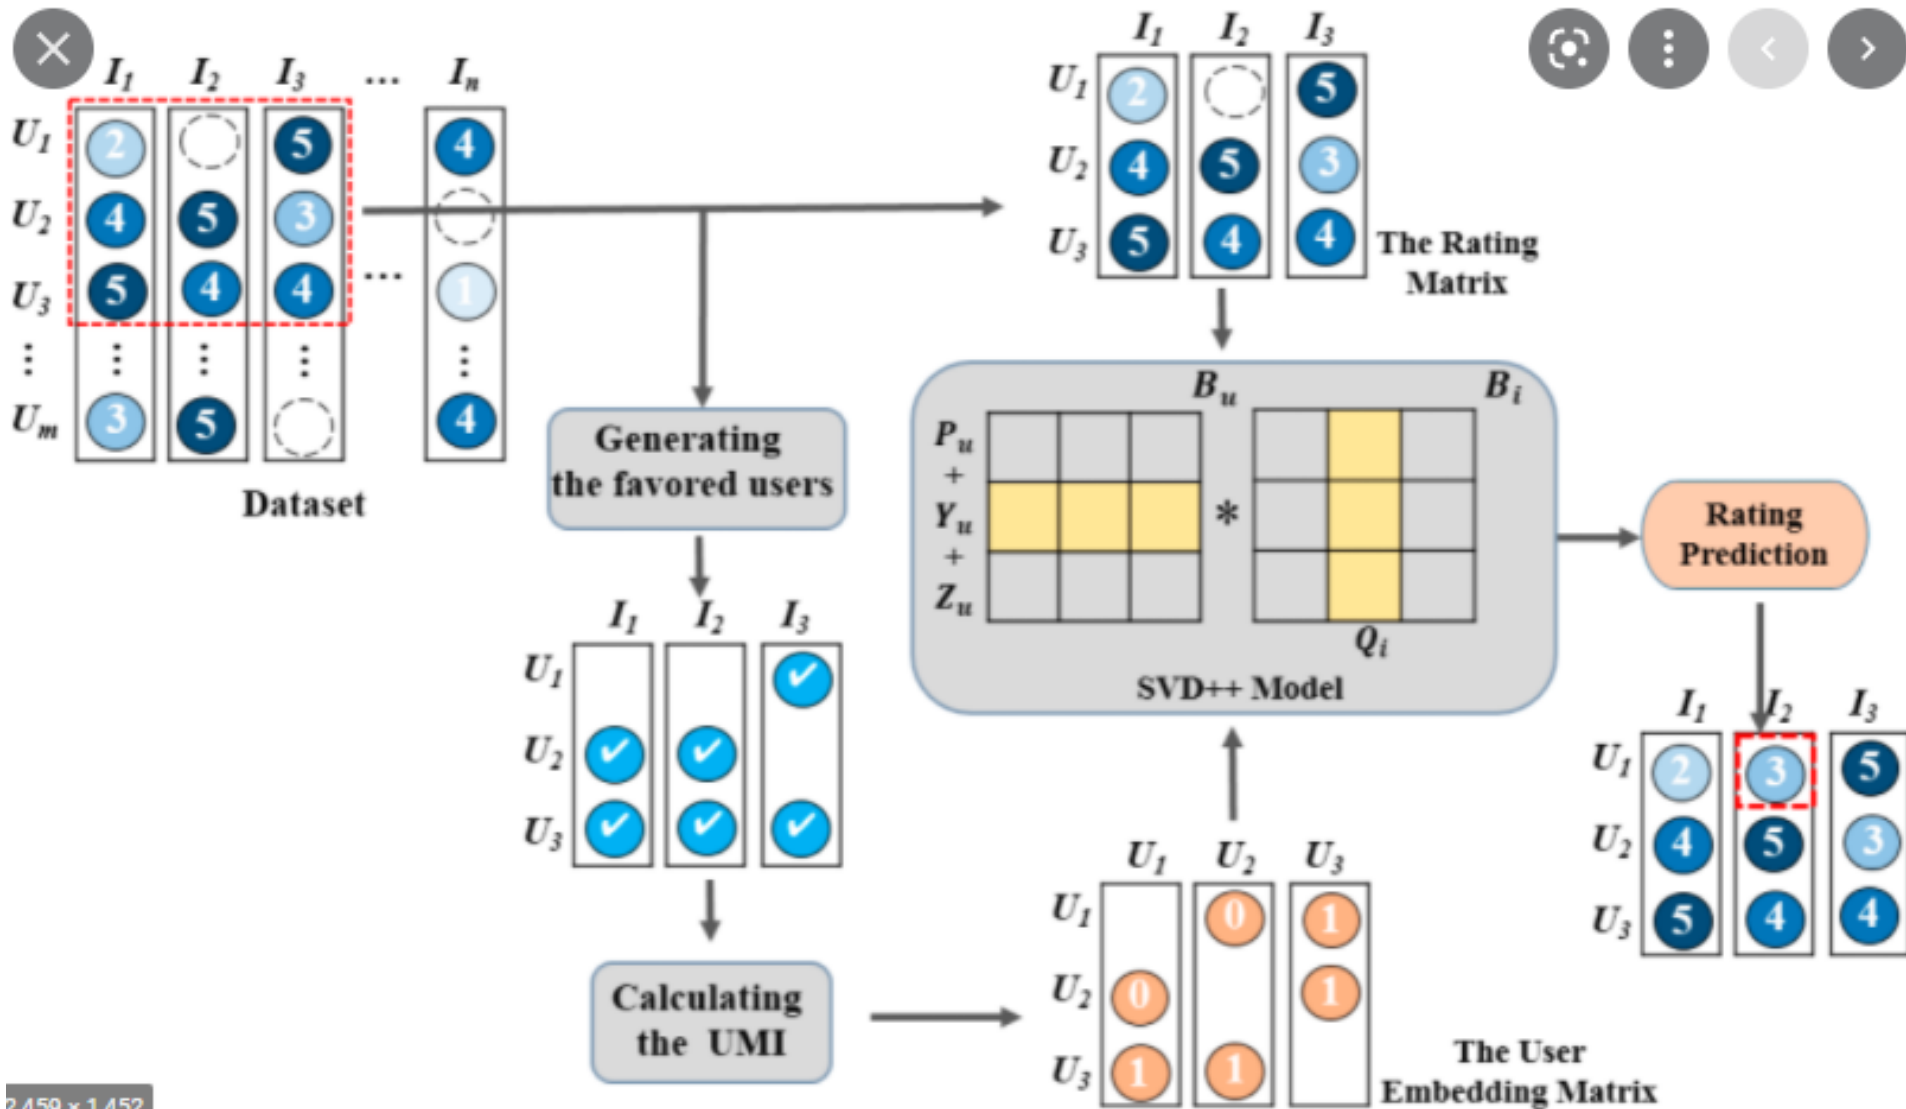 I1 I2 I3 ... In
U1 2 5 4
U2 4 5 3
U3 5 4 4 ... 1
Um 3 5 4
Dataset
I1 I2 I3
U1 2 5
U2 4 5 3
U3 5 4 4
The Rating
Matrix
Generating
the favored users
I1 I2 I3
U1 ✓
U2 ✓ ✓
U3 ✓ ✓ ✓
Calculating
the UMI
Bu Bi
Pu
+
Yu *
+
Zu
Qi
SVD++ Model
U1 U2 U3
U1 0 1
U2 0 1
U3 1 1
The User
Embedding Matrix
Rating
Prediction
I1 I2 I3
U1 2 3 5
U2 4 5 3
U3 5 4 4
2,459 × 1,452